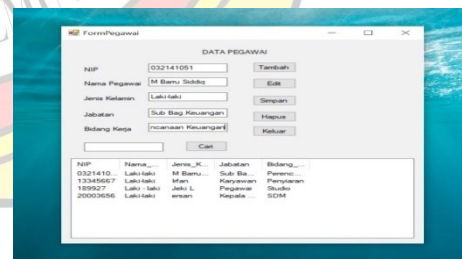 FormPegawai
DATA PEGAWAI
NIP 032141051 Tambah
Nama Pegawai M Barru Siddiq Edit
Jenis Kelamin Laki-laki Simpan
Jabatan Sub Bag Keuangan Hapus
Bidang Kerja ncanaan Keuangan Keluar
Cari
NIP Nama_... Jenis_K... Jabatan Bidang_...
0321410... Laki-laki M Barru... Sub Ba... Perenc...
13345667 Laki-laki Irfan Karyawan Penyiaran
189927 Laki - laki Jeki L Pegawai Studio
20003656 Laki-laki ersan Kepala ... SDM